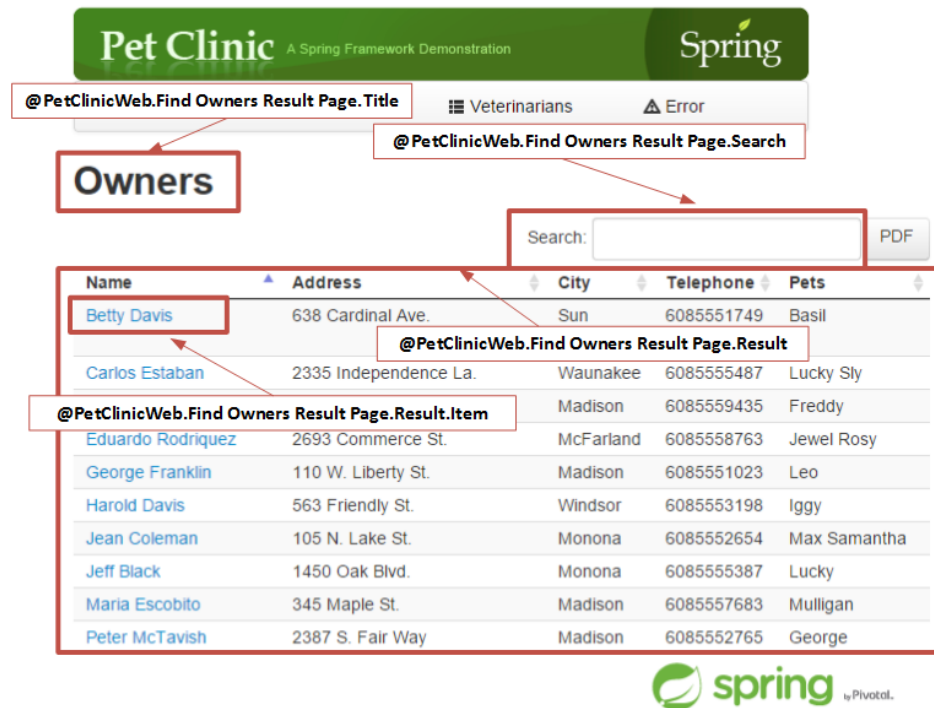 Pet Clinic A Spring Framework Demonstration Spring
@PetClinicWeb.Find Owners Result Page.Title
Veterinarians Error
@PetClinicWeb.Find Owners Result Page.Search
Owners
Search: PDF
Name Address City Telephone Pets
Betty Davis 638 Cardinal Ave. Sun 6085551749 Basil
@PetClinicWeb.Find Owners Result Page.Result
Carlos Estaban 2335 Independence La. Waunakee 6085555487 Lucky Sly
@PetClinicWeb.Find Owners Result Page.Result.Item
Madison 6085559435 Freddy
Eduardo Rodriquez 2693 Commerce St. McFarland 6085558763 Jewel Rosy
George Franklin 110 W. Liberty St. Madison 6085551023 Leo
Harold Davis 563 Friendly St. Windsor 6085553198 Iggy
Jean Coleman 105 N. Lake St. Monona 6085552654 Max Samantha
Jeff Black 1450 Oak Blvd. Monona 6085555387 Lucky
Maria Escobito 345 Maple St. Madison 6085557683 Mulligan
Peter McTavish 2387 S. Fair Way Madison 6085552765 George
spring by Pivotal.